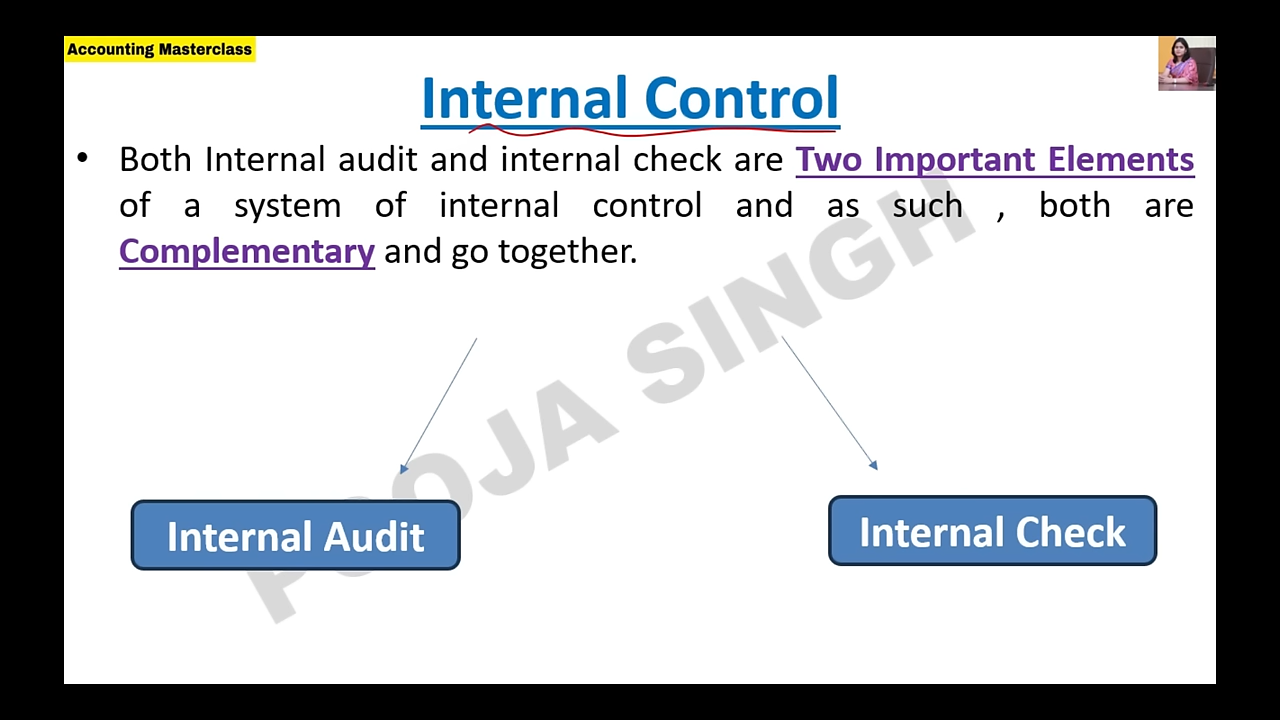 Accounting Masterclass
Internal Control
• Both Internal audit and internal check are Two Important Elements
of a system of internal control and as such , both are
Complementary and go together.
POOJA SINGH
Internal Audit
Internal Check